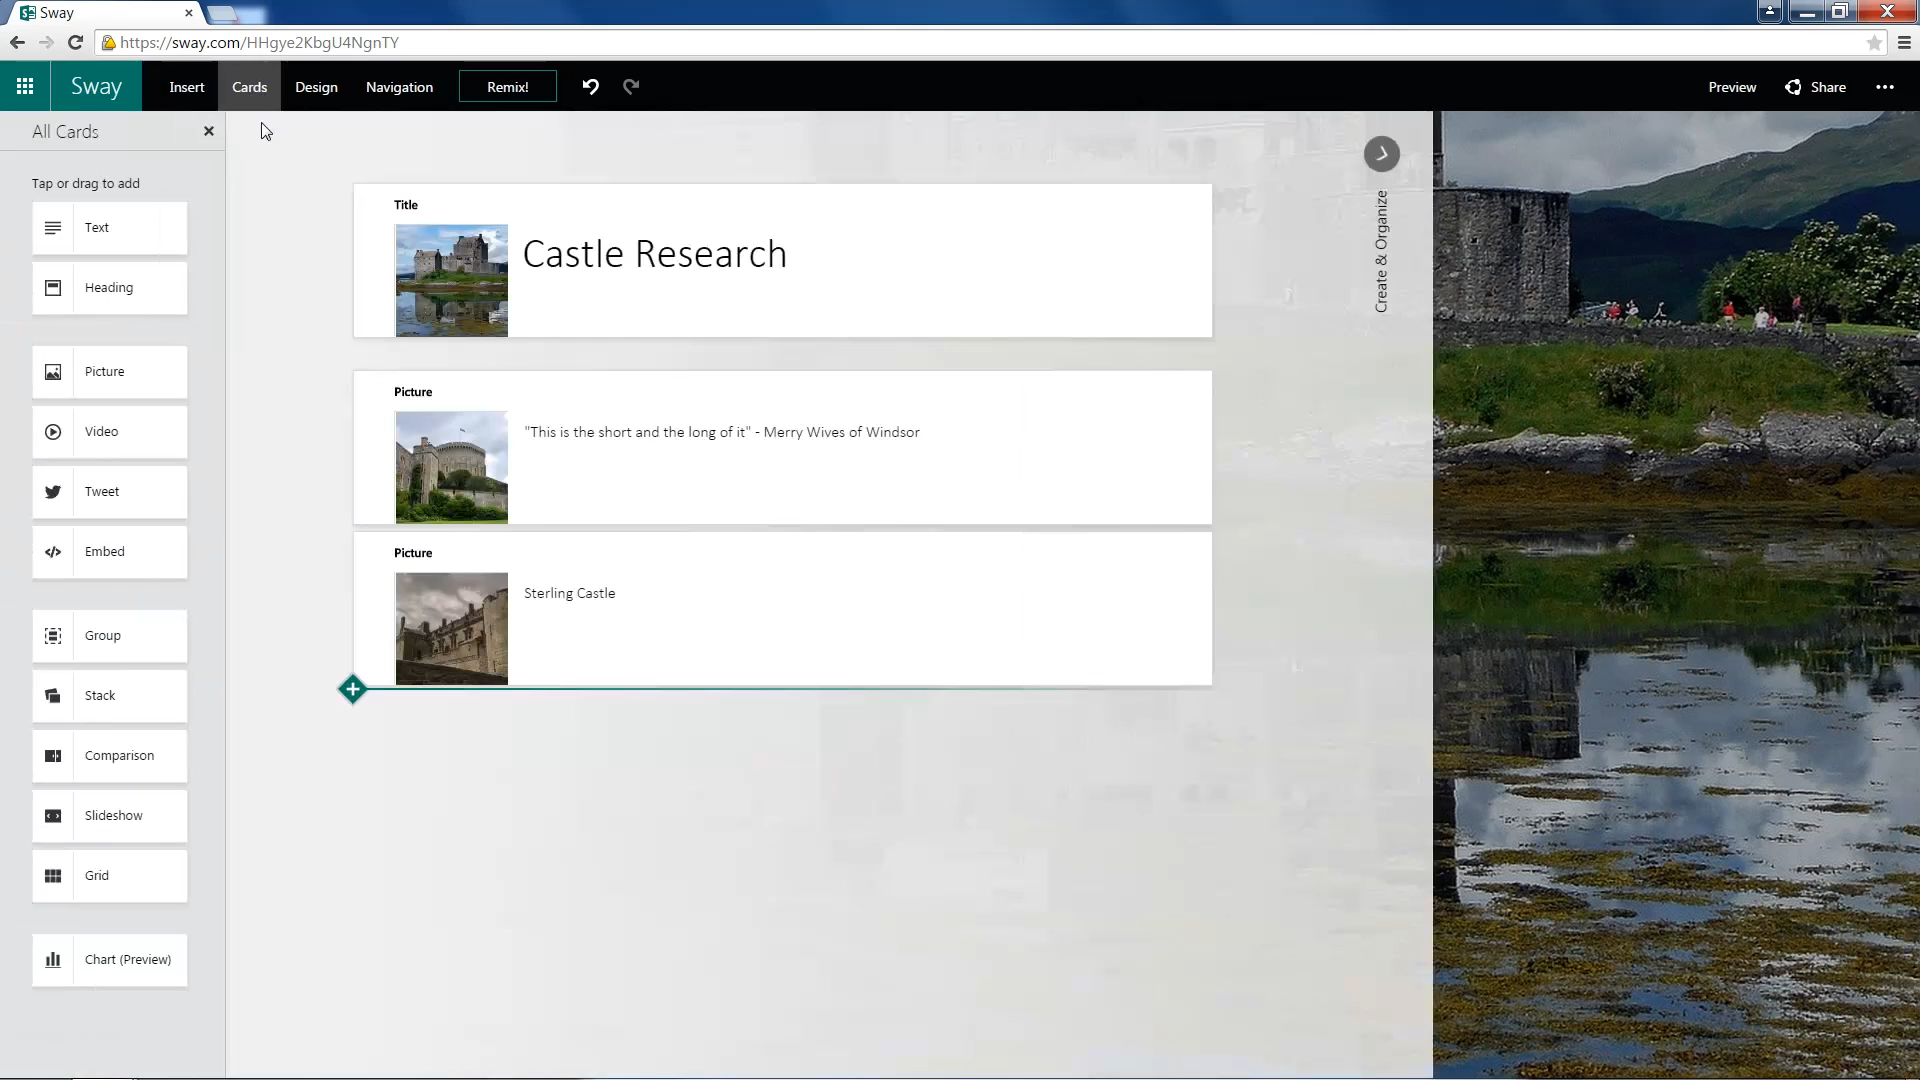 Sway
https://sway.com/HHgye2KbgU4NgnTY
Sway
Insert
Cards
Design
Navigation
Remix!
Preview
Share
All Cards
Tap or drag to add
Text
Heading
Picture
Video
Tweet
Embed
Group
Stack
Comparison
Slideshow
Grid
Chart (Preview)
Title
Castle Research
Picture
"This is the short and the long of it" - Merry Wives of Windsor
Picture
Sterling Castle
Create & Organize